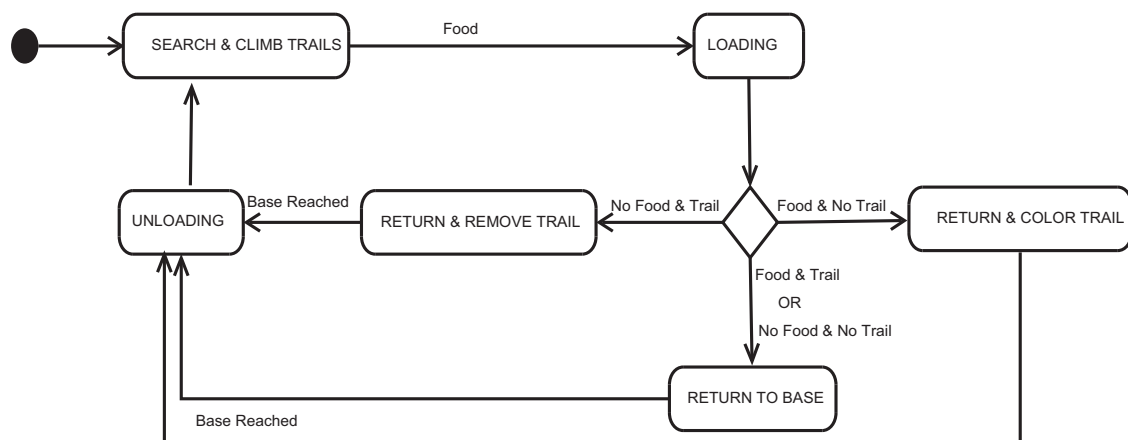 SEARCH & CLIMB TRAILS
Food
LOADING
UNLOADING
Base Reached
RETURN & REMOVE TRAIL
No Food & Trail
Food & No Trail
RETURN & COLOR TRAIL
Food & Trail
OR
No Food & No Trail
RETURN TO BASE
Base Reached